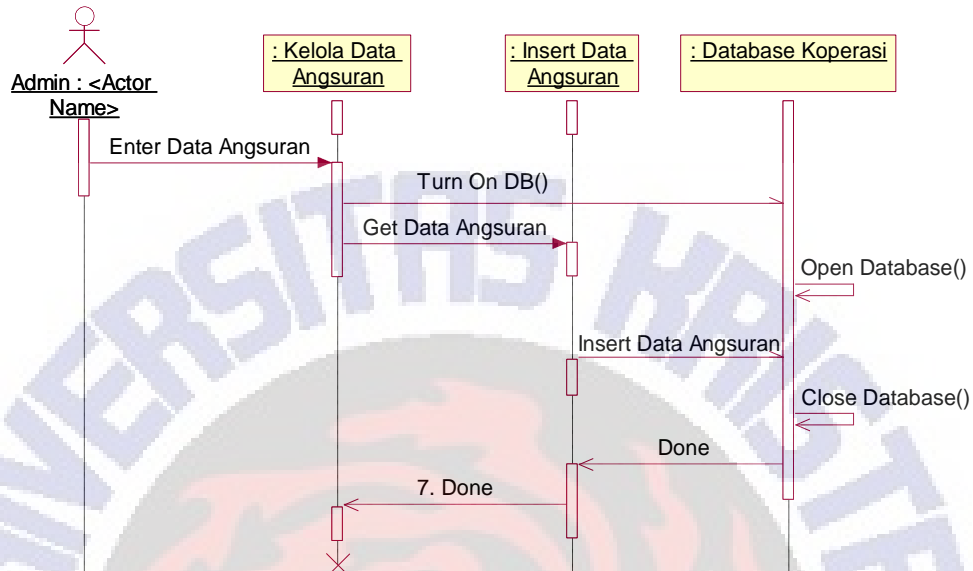 : Kelola Data
Angsuran
: Insert Data
Angsuran
: Database Koperasi
Admin : <Actor
Name>
Enter Data Angsuran
Turn On DB()
Get Data Angsuran
Open Database()
Insert Data Angsuran
Close Database()
Done
7. Done